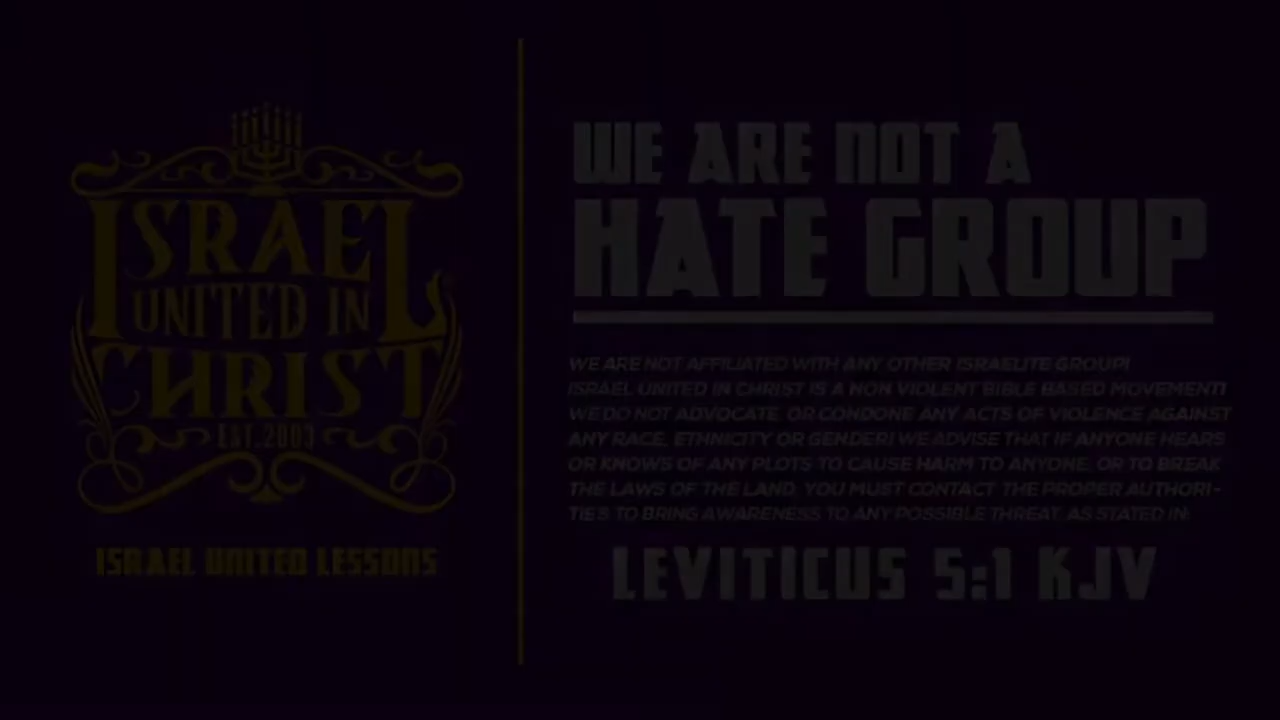 ISRAEL
UNITED IN
CHRIST
EST. 2003
ISRAEL UNITED LESSONS
WE ARE NOT A
HATE GROUP
WE ARE NOT AFFILIATED WITH ANY OTHER ISRAELITE GROUP!
ISRAEL UNITED IN CHRIST IS A NON VIOLENT BIBLE BASED MOVEMENT!
WE DO NOT ADVOCATE, OR CONDONE ANY ACTS OF VIOLENCE AGAINST
ANY RACE, ETHNICITY OR GENDER! WE ADVISE THAT IF ANYONE HEARS
OR KNOWS OF ANY PLOTS TO CAUSE HARM TO ANYONE, OR TO BREAK
THE LAWS OF THE LAND, YOU MUST CONTACT THE PROPER AUTHORI-
TIES TO BRING AWARENESS TO ANY POSSIBLE THREAT, AS STATED IN:
LEVITICUS 5:1 KJV